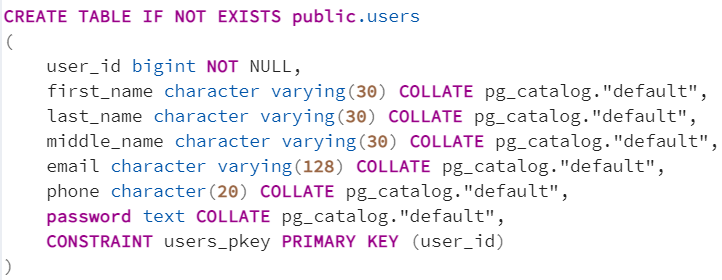 CREATE TABLE IF NOT EXISTS public.users
(
    user_id bigint NOT NULL,
    first_name character varying(30) COLLATE pg_catalog."default",
    last_name character varying(30) COLLATE pg_catalog."default",
    middle_name character varying(30) COLLATE pg_catalog."default",
    email character varying(128) COLLATE pg_catalog."default",
    phone character(20) COLLATE pg_catalog."default",
    password text COLLATE pg_catalog."default",
    CONSTRAINT users_pkey PRIMARY KEY (user_id)
)